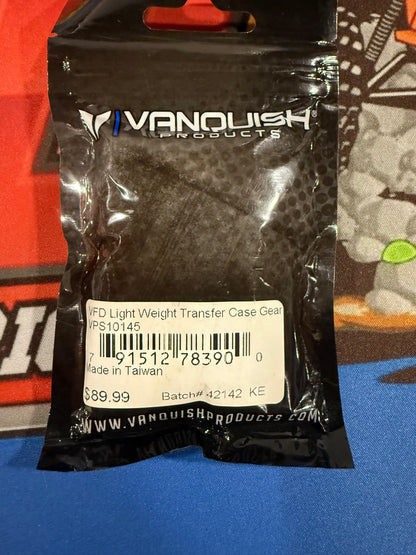 VANQUISH®
PRODUCTS
VFD Light Weight Transfer Case Gear
VPS10145
7 91512 78390 0
Made in Taiwan
$89.99 Batch# 42142 KE
WWW.VANQUISHPRODUCTS.COM